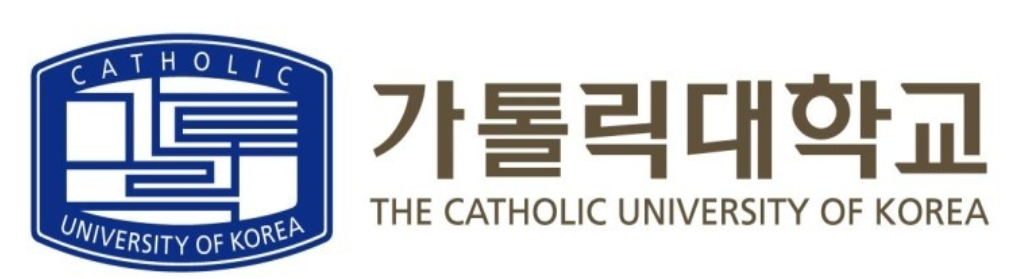 CATHOLIC
UNIVERSITY OF KOREA
가톨릭대학교
THE CATHOLIC UNIVERSITY OF KOREA